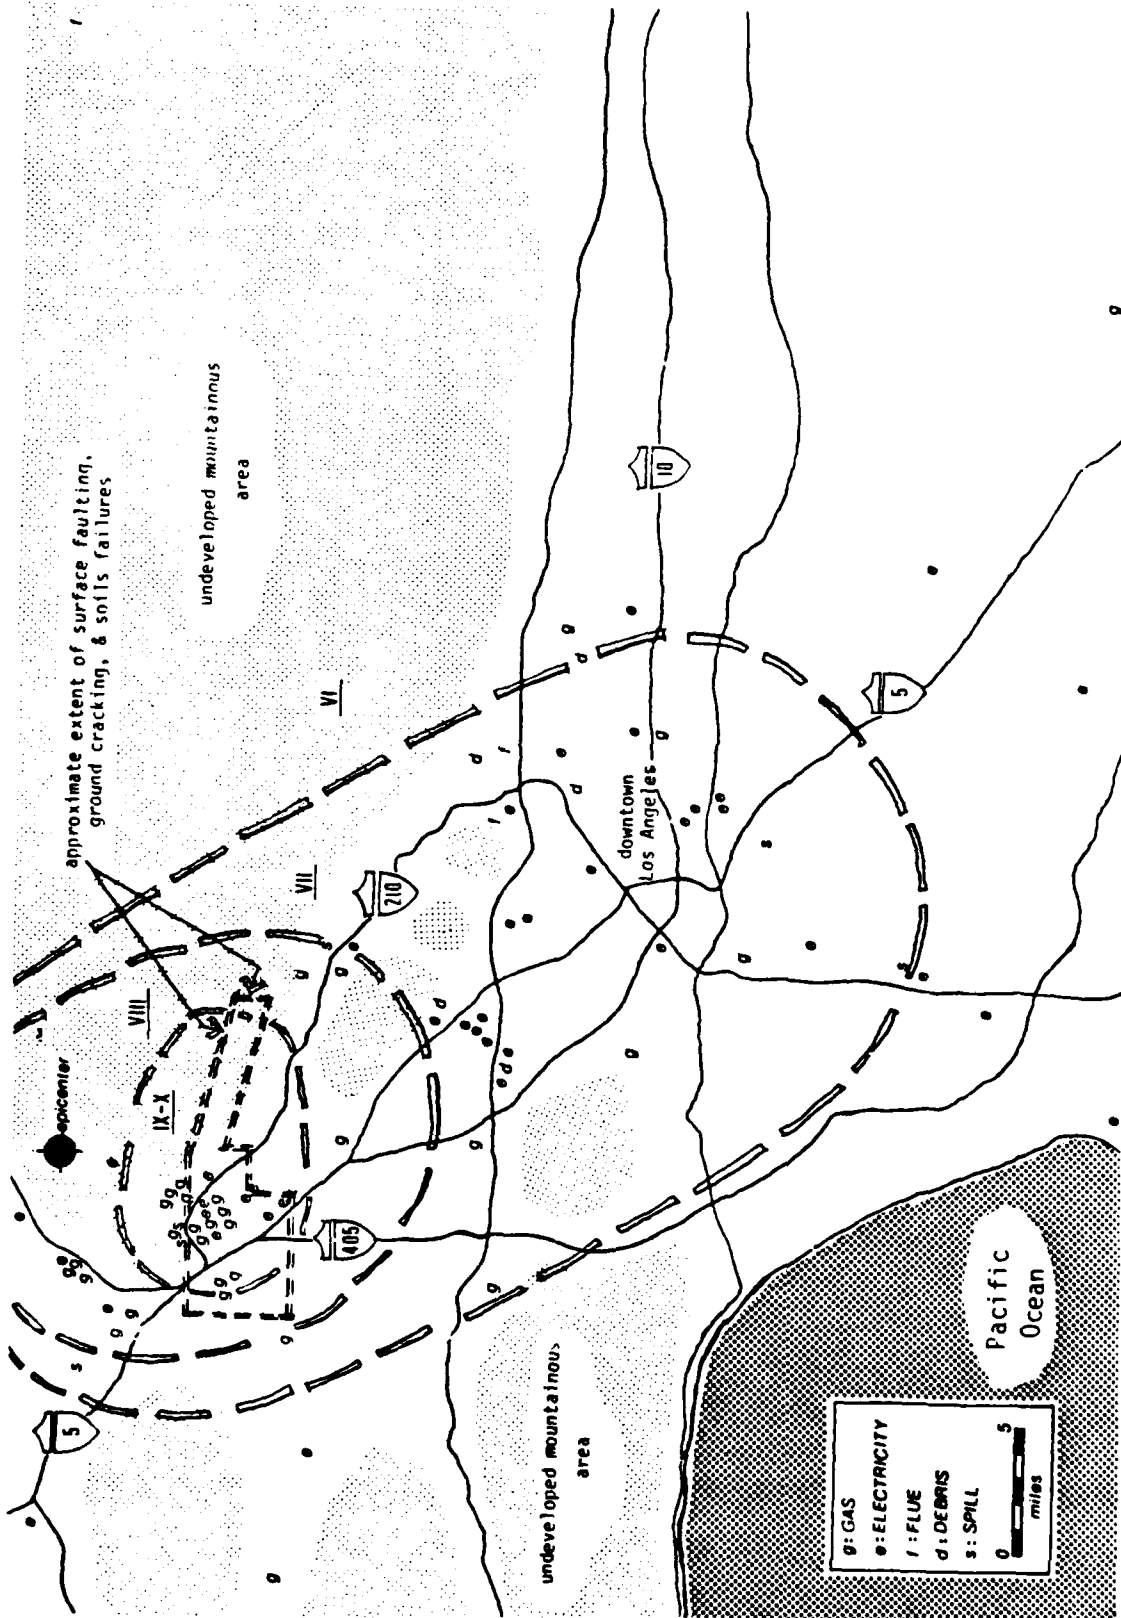 approximate extent of surface faulting,
ground cracking, & soils failures
undeveloped mountainous
area
epicenter
VI
VII
VIII
IX-X
5
210
405
10
5
downtown
Los Angeles
undeveloped mountainous
area
Pacific
Ocean
g: GAS
e: ELECTRICITY
f: FLUE
d: DEBRIS
s: SPILL
0 5
miles